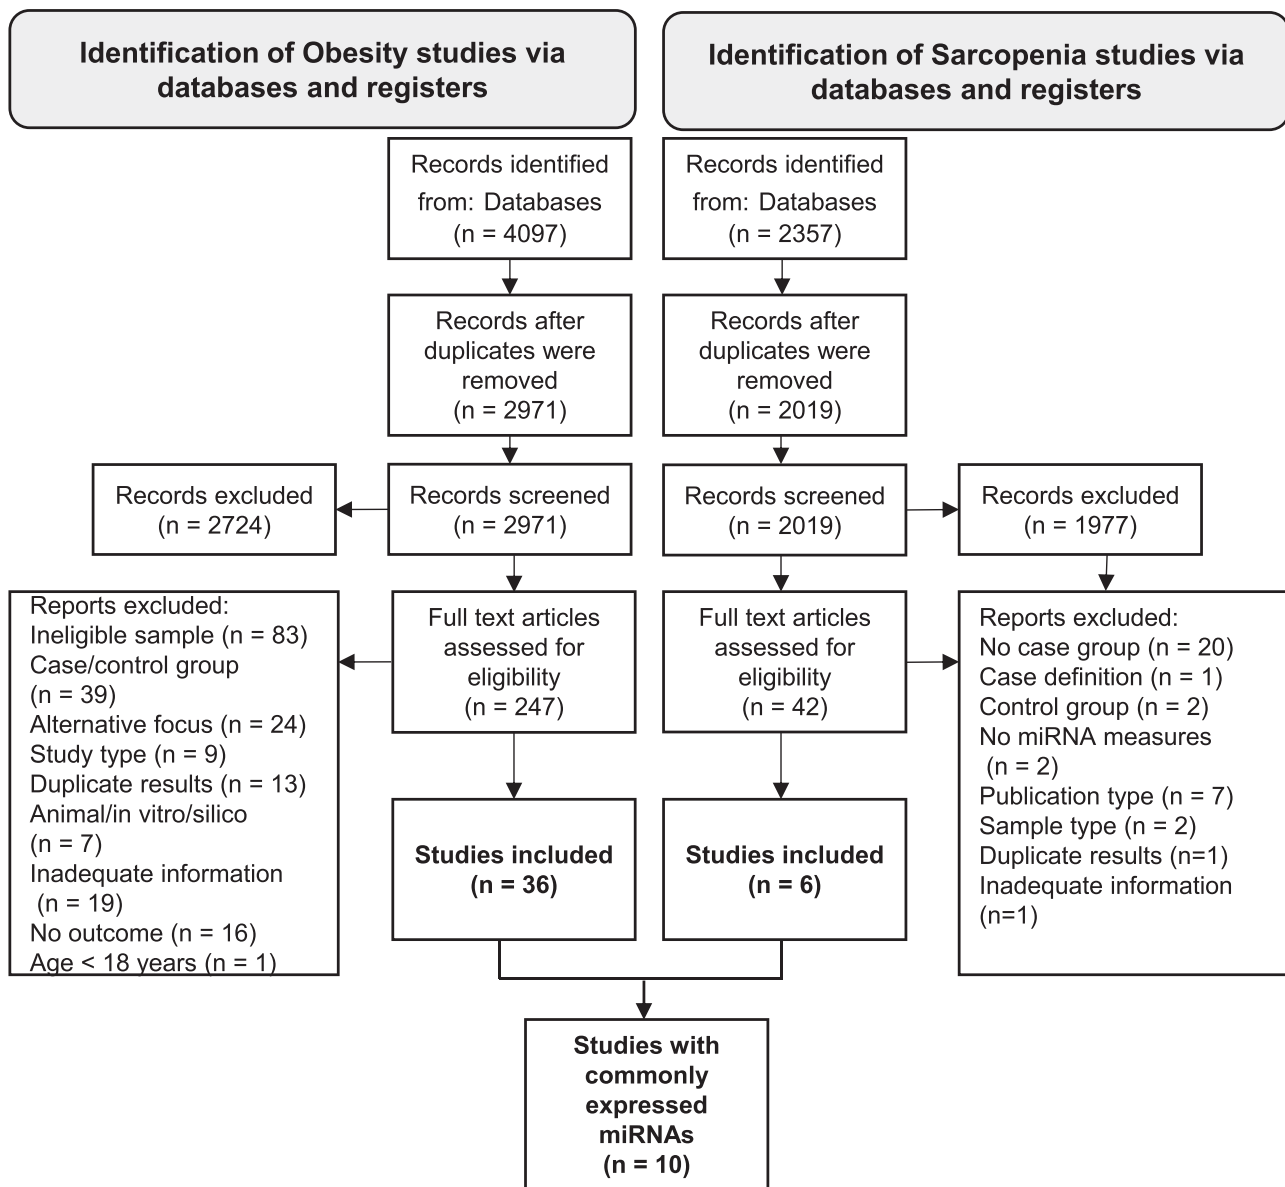 Identification of Obesity studies via
databases and registers
Identification of Sarcopenia studies via
databases and registers
Records identified
from: Databases
(n = 4097)
Records identified
from: Databases
(n = 2357)
Records after
duplicates were
removed
(n = 2971)
Records after
duplicates were
removed
(n = 2019)
Records excluded
(n = 2724)
Records screened
(n = 2971)
Records screened
(n = 2019)
Records excluded
(n = 1977)
Reports excluded:
Ineligible sample (n = 83)
Case/control group
(n = 39)
Alternative focus (n = 24)
Study type (n = 9)
Duplicate results (n = 13)
Animal/in vitro/silico
(n = 7)
Inadequate information
(n = 19)
No outcome (n = 16)
Age < 18 years (n = 1)
Full text articles
assessed for
eligibility
(n = 247)
Full text articles
assessed for
eligibility
(n = 42)
Reports excluded:
No case group (n = 20)
Case definition (n = 1)
Control group (n = 2)
No miRNA measures
(n = 2)
Publication type (n = 7)
Sample type (n = 2)
Duplicate results (n=1)
Inadequate information
(n=1)
Studies included
(n = 36)
Studies included
(n = 6)
Studies with
commonly
expressed
miRNAs
(n = 10)